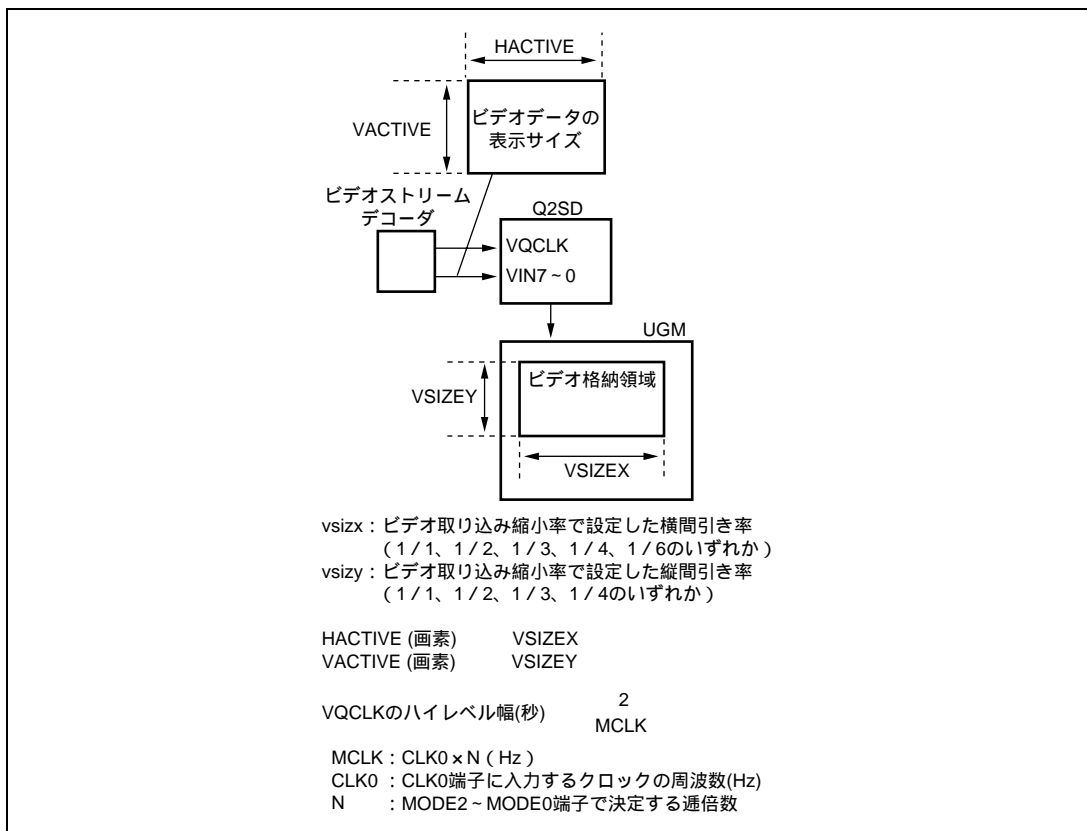 HACTIVE
VACTIVE
ビデオデータの
表示サイズ
ビデオストリーム
デコーダ
Q2SD
VQCLK
VIN7 ~ 0
UGM
ビデオ格納領域
VSIZEY
VSIZEX
vsizx : ビデオ取り込み縮小率で設定した横間引き率
( 1 / 1、1 / 2、1 / 3、1 / 4、1 / 6のいずれか )
vsizy : ビデオ取り込み縮小率で設定した縦間引き率
( 1 / 1、1 / 2、1 / 3、1 / 4のいずれか )
HACTIVE (画素) VSIZEX
VACTIVE (画素) VSIZEY
VQCLKのハイレベル幅(秒) 2
MCLK
MCLK : CLK0 × N ( Hz )
CLK0 : CLK0端子に入力するクロックの周波数(Hz)
N : MODE2 ~ MODE0端子で決定する逓倍数